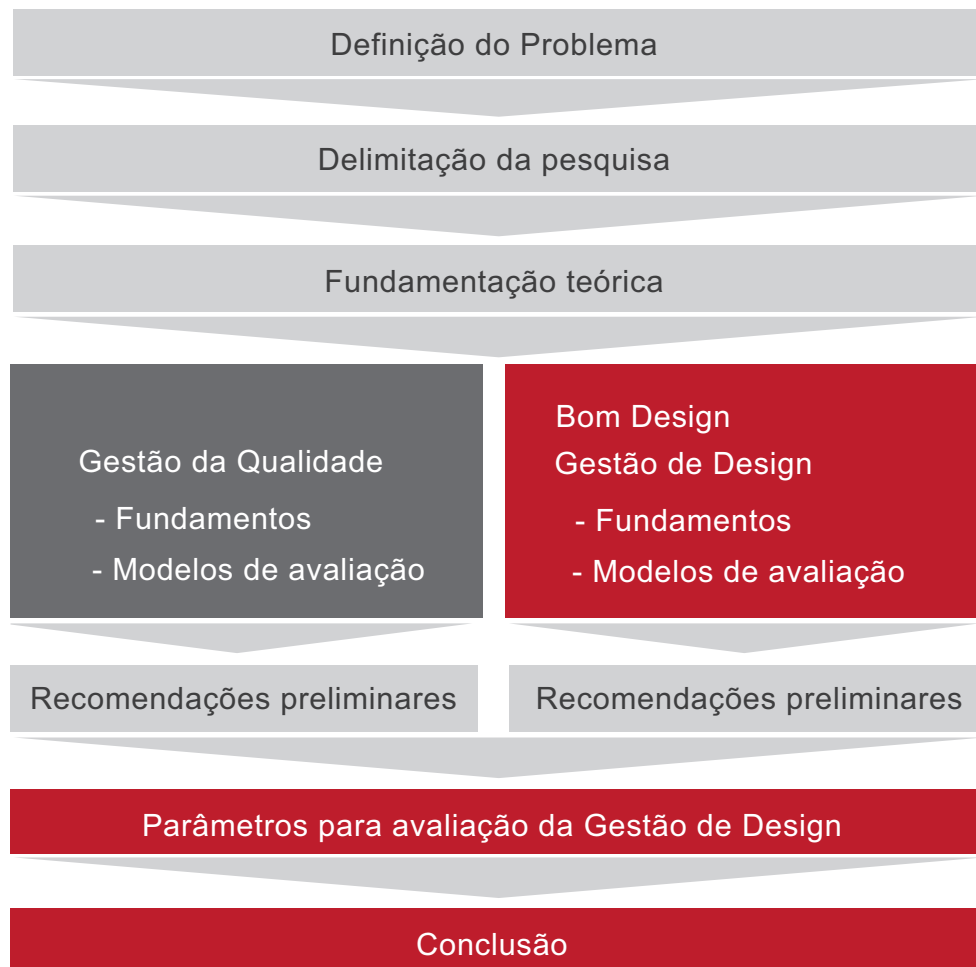 Definição do Problema
Delimitação da pesquisa
Fundamentação teórica
Gestão da Qualidade
- Fundamentos
- Modelos de avaliação
Bom Design
Gestão de Design
- Fundamentos
- Modelos de avaliação
Recomendações preliminares
Recomendações preliminares
Parâmetros para avaliação da Gestão de Design
Conclusão